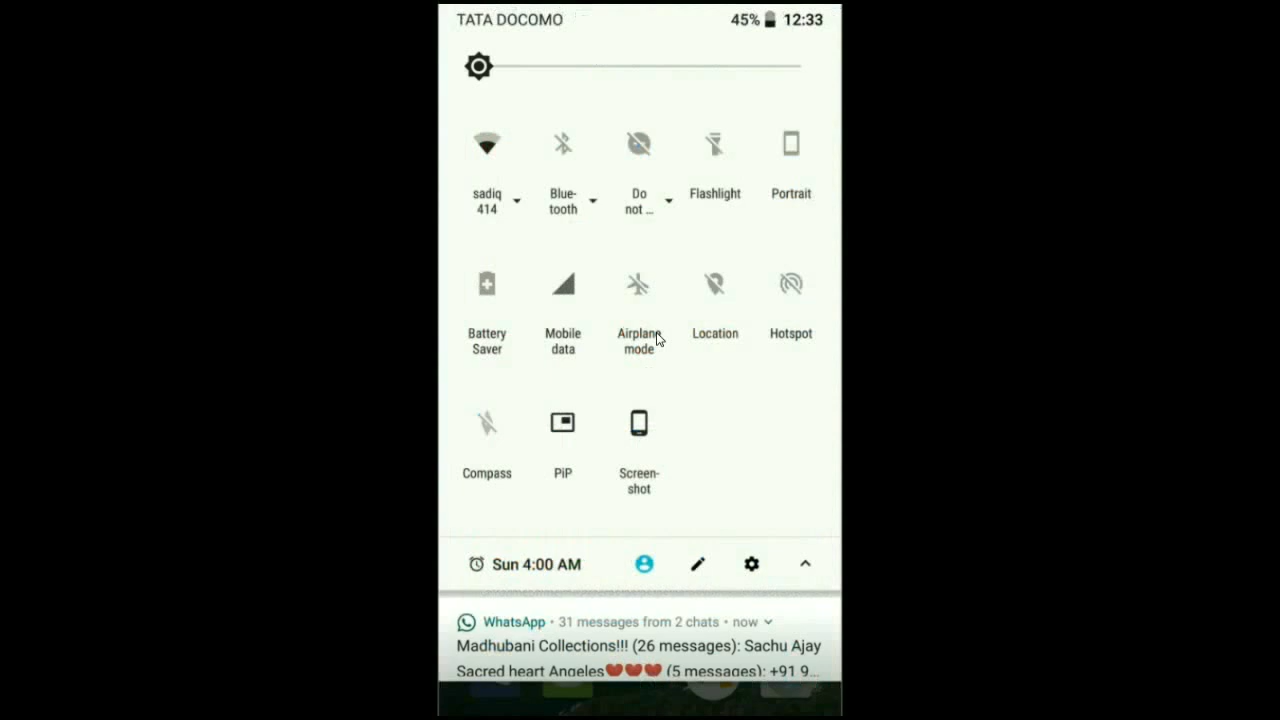 TATA DOCOMO 45% 12:33
sadiq 414
Blue-tooth
Do not ...
Flashlight
Portrait
Battery Saver
Mobile data
Airplane mode
Location
Hotspot
Compass
PiP
Screen-shot
Sun 4:00 AM
WhatsApp · 31 messages from 2 chats · now
Madhubani Collections!!! (26 messages): Sachu Ajay
Sacred heart Angeles❤❤❤ (5 messages): +91 9...